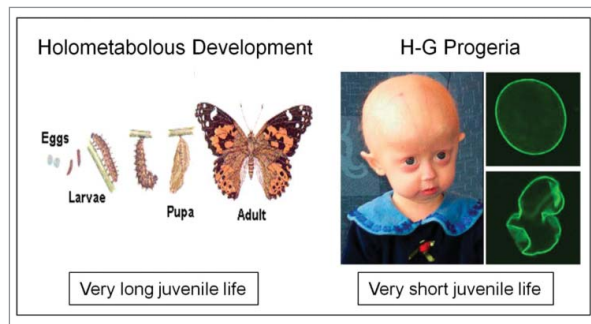 Holometabolous Development
H-G Progeria
Eggs
Larvae
Pupa
Adult
Very long juvenile life
Very short juvenile life